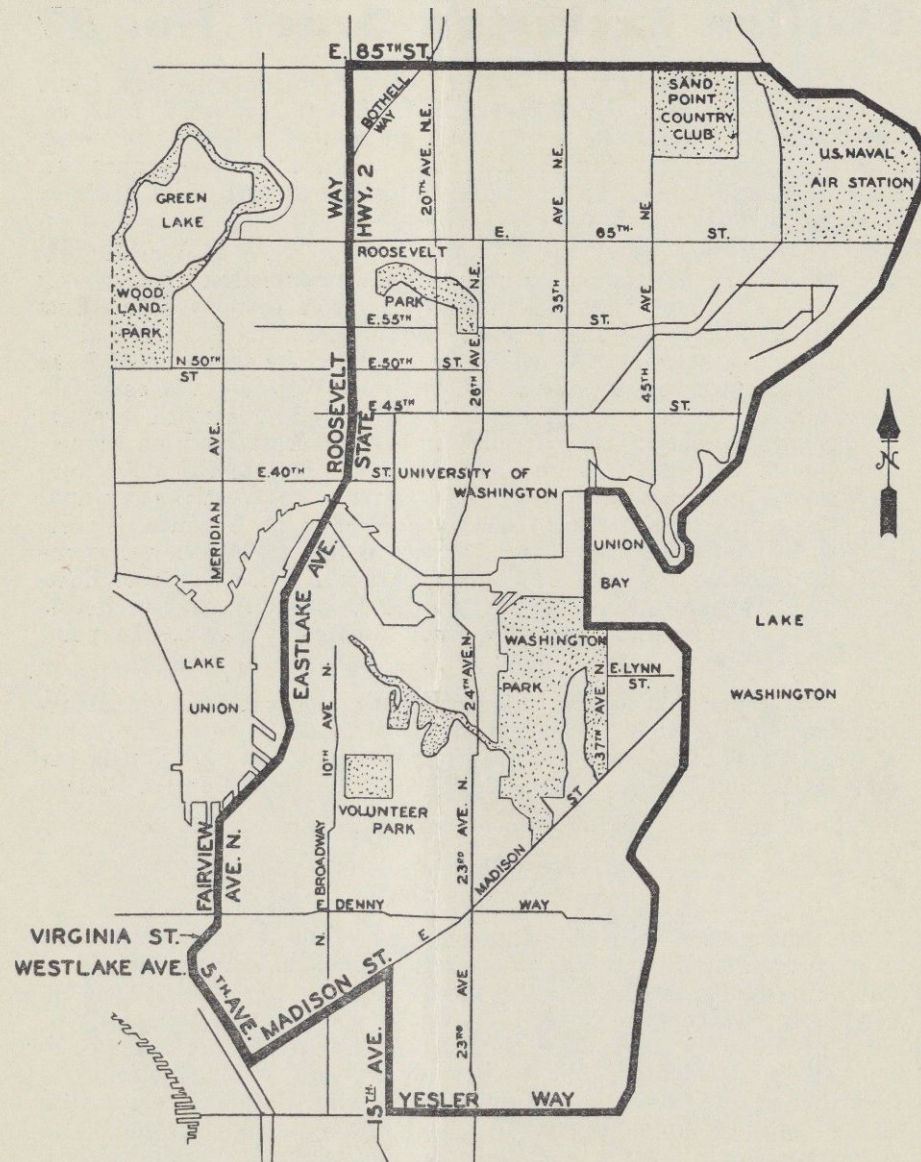 E. 85TH ST.
BOTHELL
WAY
20TH AVE. N.E.
SAND
POINT
COUNTRY
CLUB
U.S. NAVAL
AIR STATION
GREEN
LAKE
WAY
HWY. 2
AVE N.E.
35TH
NE
AVE
45TH
E. 65TH ST.
ROOSEVELT
PARK
N.E.
AVE.
26TH
WOOD
LAND
PARK
E. 55TH ST.
N 50TH
ST
E. 50TH ST.
ROOSEVELT
STATE
E 45TH ST.
MERIDIAN AVE.
E. 40TH ST.
UNIVERSITY OF
WASHINGTON
N
UNION
BAY
EASTLAKE AVE.
LAKE
UNION
LAKE
WASHINGTON
WASHINGTON
PARK
E. LYNN
ST.
37TH AVE N.
24TH AVE. N.
10TH AVE N.
VOLUNTEER
PARK
23RD AVE N.
MADISON ST
FAIRVIEW
AVE. N.
E BROADWAY
N.
DENNY WAY
VIRGINIA ST.
WESTLAKE AVE.
5TH AVE.
MADISON ST.
E
23RD AVE
15TH AVE.
YESLER WAY